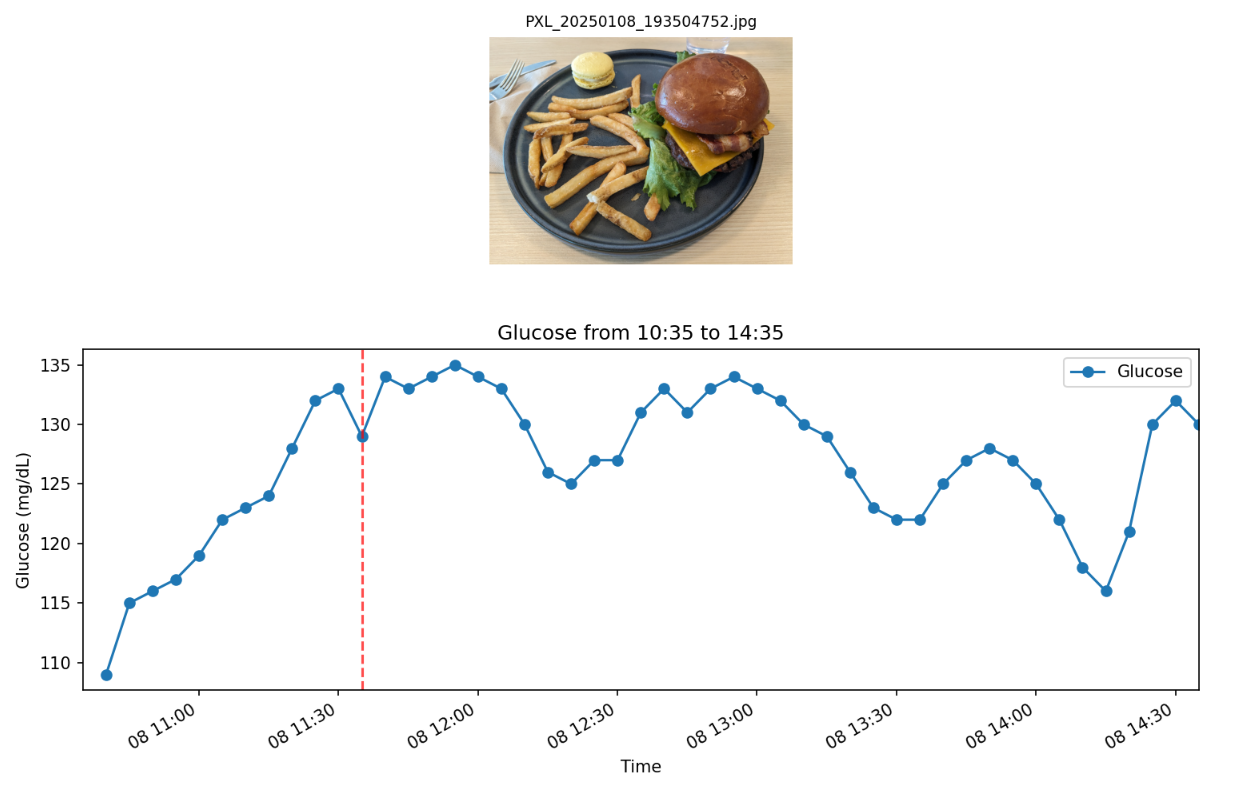 PXL_20250108_193504752.jpg
Glucose from 10:35 to 14:35
Glucose
Glucose (mg/dL)
135
130
125
120
115
110
08 11:00
08 11:30
08 12:00
08 12:30
08 13:00
08 13:30
08 14:00
08 14:30
Time